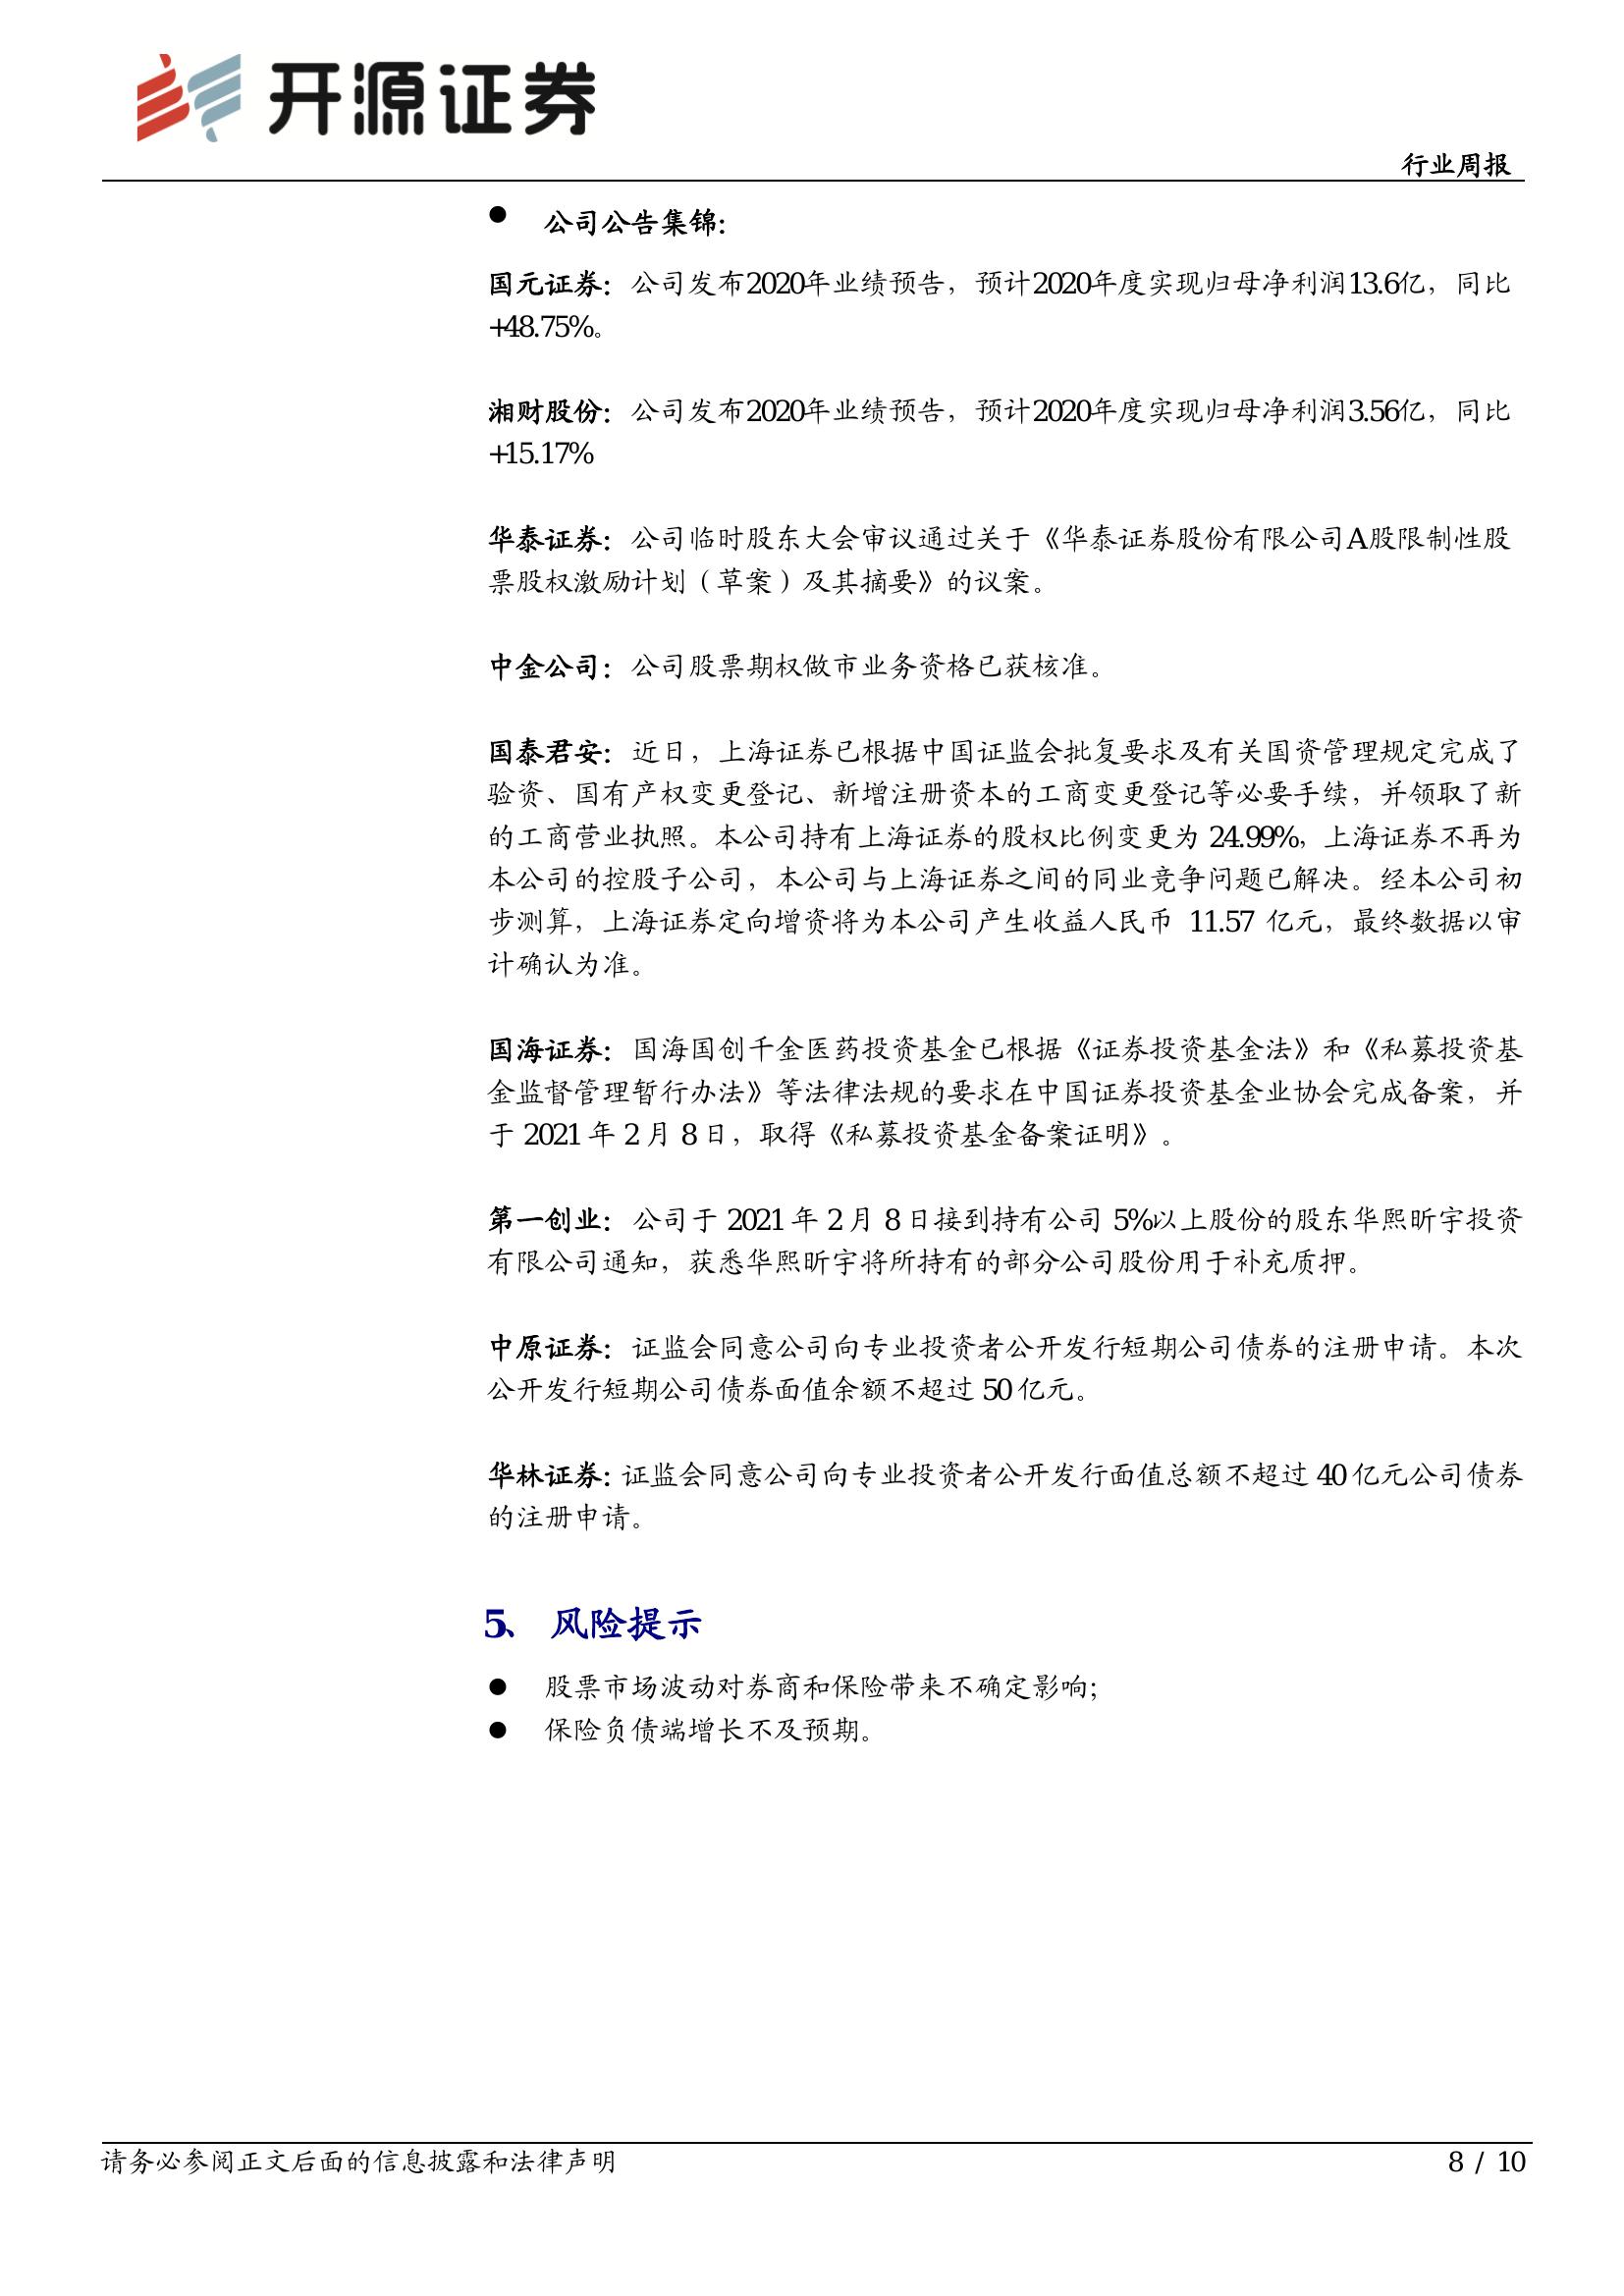 开源证券
行业周报
● 公司公告集锦：
国元证券：公司发布2020年业绩预告，预计2020年度实现归母净利润13.6亿，同比
+48.75%。
湘财股份：公司发布2020年业绩预告，预计2020年度实现归母净利润3.56亿，同比
+15.17%
华泰证券：公司临时股东大会审议通过关于《华泰证券股份有限公司A股限制性股
票股权激励计划（草案）及其摘要》的议案。
中金公司：公司股票期权做市业务资格已获核准。
国泰君安：近日，上海证券已根据中国证监会批复要求及有关国资管理规定完成了
验资、国有产权变更登记、新增注册资本的工商变更登记等必要手续，并领取了新
的工商营业执照。本公司持有上海证券的股权比例变更为 24.99%，上海证券不再为
本公司的控股子公司，本公司与上海证券之间的同业竞争问题已解决。经本公司初
步测算，上海证券定向增资将为本公司产生收益人民币 11.57 亿元，最终数据以审
计确认为准。
国海证券：国海国创千金医药投资基金已根据《证券投资基金法》和《私募投资基
金监督管理暂行办法》等法律法规的要求在中国证券投资基金业协会完成备案，并
于 2021 年 2 月 8 日，取得《私募投资基金备案证明》。
第一创业：公司于 2021 年 2 月 8 日接到持有公司 5%以上股份的股东华熙昕宇投资
有限公司通知，获悉华熙昕宇将所持有的部分公司股份用于补充质押。
中原证券：证监会同意公司向专业投资者公开发行短期公司债券的注册申请。本次
公开发行短期公司债券面值余额不超过 50 亿元。
华林证券：证监会同意公司向专业投资者公开发行面值总额不超过 40 亿元公司债券
的注册申请。
5、 风险提示
● 股票市场波动对券商和保险带来不确定影响；
● 保险负债端增长不及预期。
请务必参阅正文后面的信息披露和法律声明
8 / 10